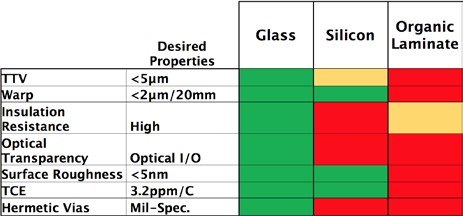 Desired Properties Glass Silicon Organic Laminate
TTV <5µm
Warp <2µm/20mm
Insulation
Resistance High
Optical
Transparency Optical I/O
Surface Roughness <5nm
TCE 3.2ppm/C
Hermetic Vias Mil-Spec.